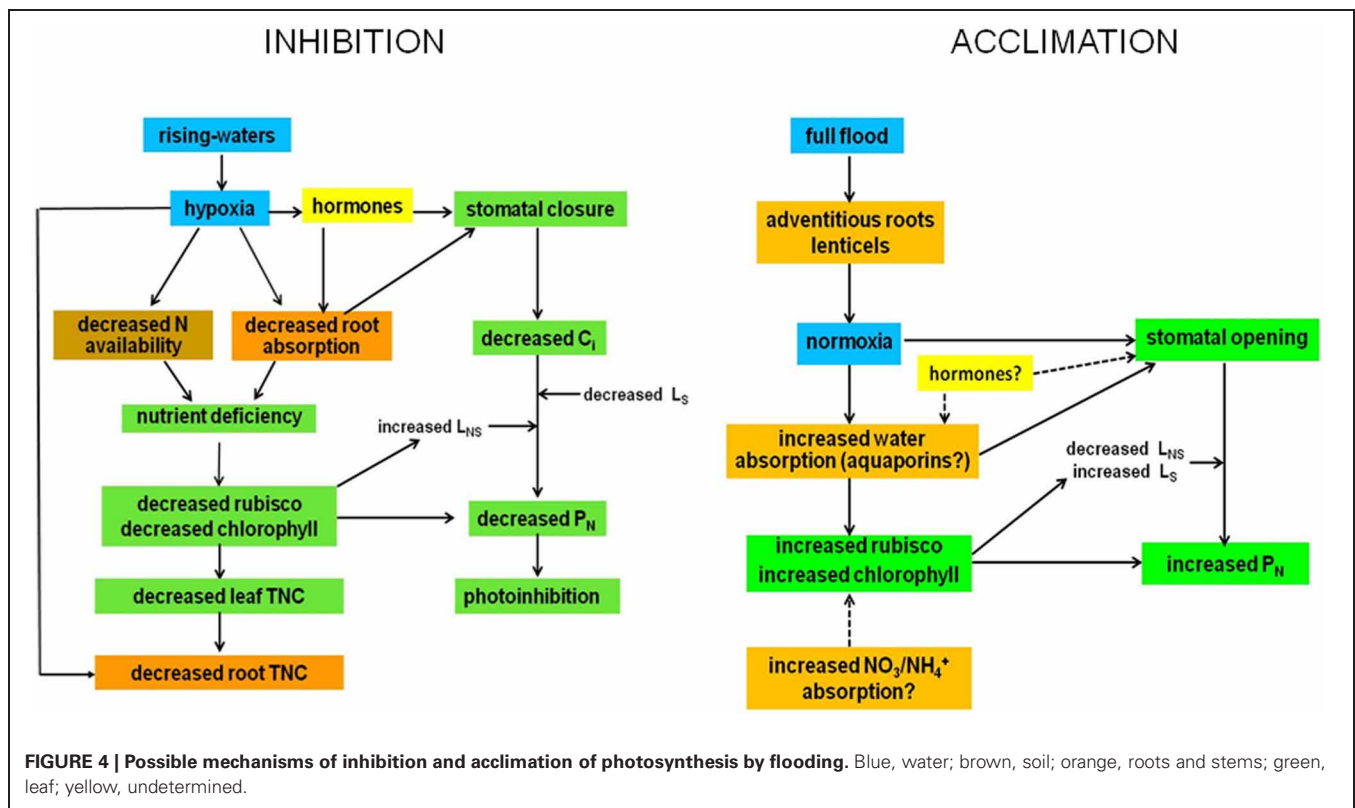 INHIBITION
rising-waters
hypoxia
hormones
stomatal closure
decreased N
availability
decreased root
absorption
decreased Ci
decreased LS
nutrient deficiency
increased LNS
decreased rubisco
decreased chlorophyll
decreased PN
decreased leaf TNC
photoinhibition
decreased root TNC
ACCLIMATION
full flood
adventitious roots
lenticels
normoxia
stomatal opening
hormones?
increased water
absorption (aquaporins?)
decreased LNS
increased LS
increased rubisco
increased chlorophyll
increased PN
increased NO3/NH4+
absorption?
FIGURE 4 | Possible mechanisms of inhibition and acclimation of photosynthesis by flooding. Blue, water; brown, soil; orange, roots and stems; green,
leaf; yellow, undetermined.